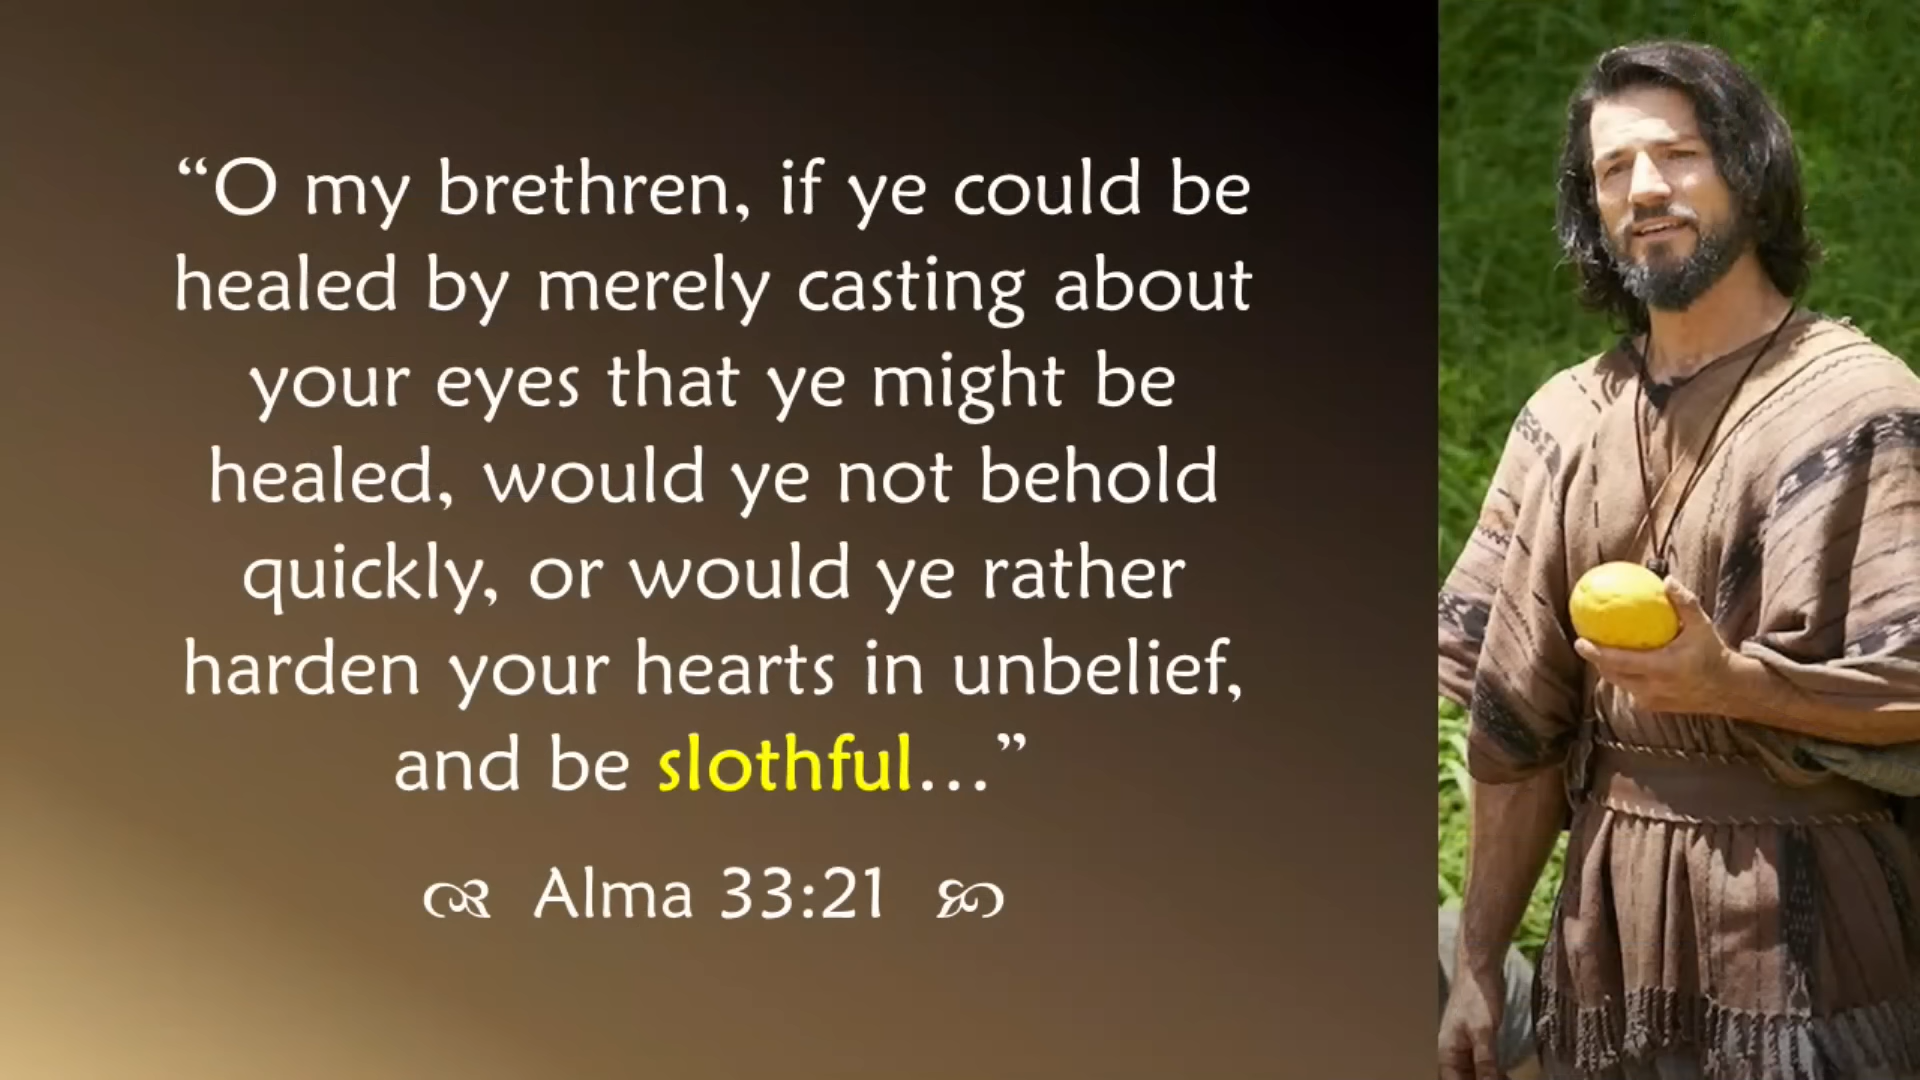 “O my brethren, if ye could be
healed by merely casting about
your eyes that ye might be
healed, would ye not behold
quickly, or would ye rather
harden your hearts in unbelief,
and be slothful…”
Alma 33:21